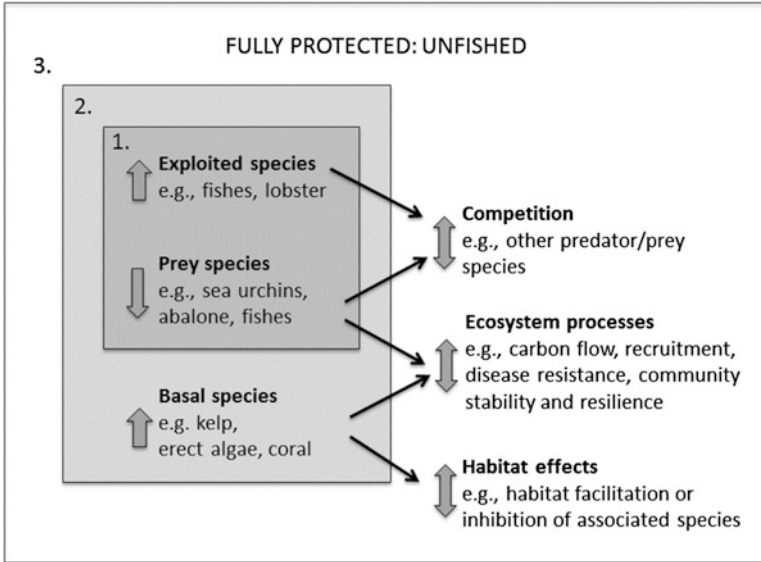 FULLY PROTECTED: UNFISHED
3.
2.
1.
Exploited species
e.g., fishes, lobster
Prey species
e.g., sea urchins,
abalone, fishes
Basal species
e.g. kelp,
erect algae, coral
Competition
e.g., other predator/prey
species
Ecosystem processes
e.g., carbon flow, recruitment,
disease resistance, community
stability and resilience
Habitat effects
e.g., habitat facilitation or
inhibition of associated species